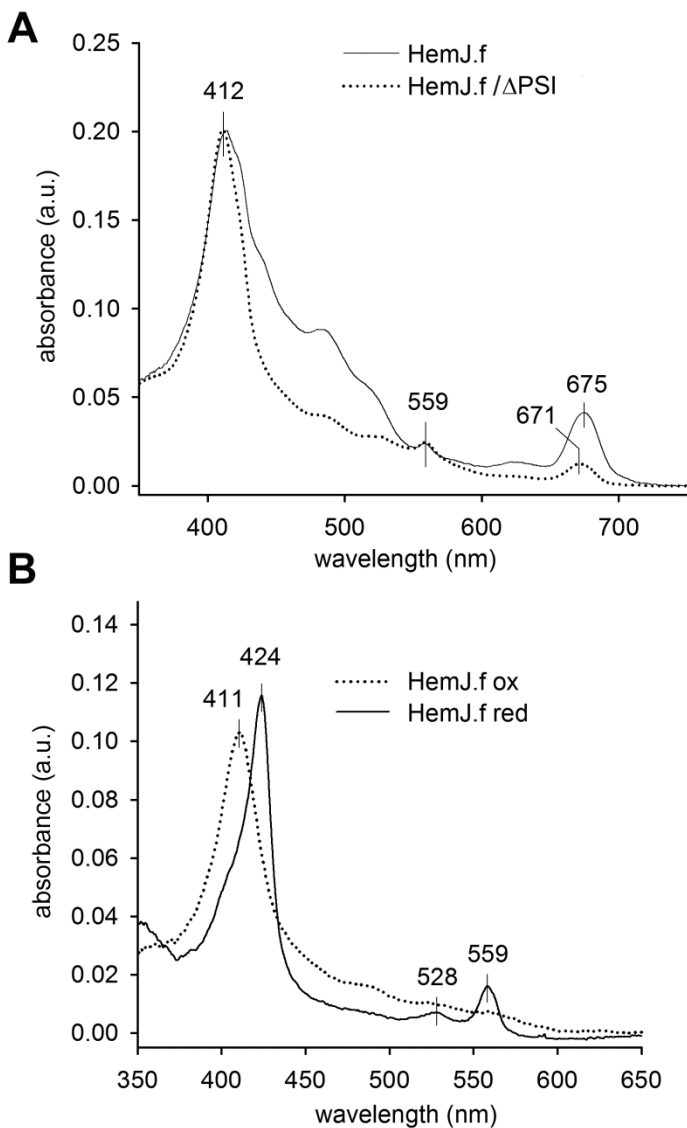 A
0.25
0.20
0.15
0.10
0.05
0.00
absorbance (a.u.)
HemJ.f
HemJ.f /ΔPSI
412
559
671
675
400 500 600 700
wavelength (nm)
B
0.14
0.12
0.10
0.08
0.06
0.04
0.02
0.00
absorbance (a.u.)
424
411
HemJ.f ox
HemJ.f red
528
559
350 400 450 500 550 600 650
wavelength (nm)